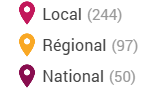 Local (244)
Régional (97)
National (50)